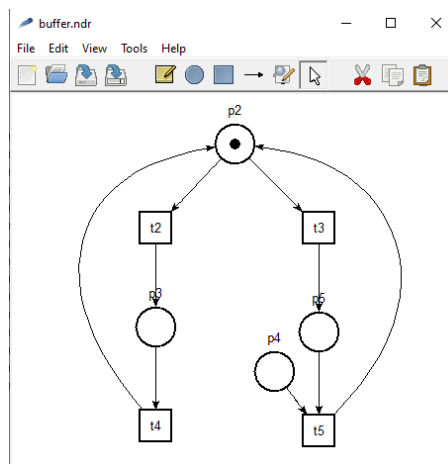 buffer.ndr
File Edit View Tools Help
p2
t2 t3
p3 p5
p4
t4 t5